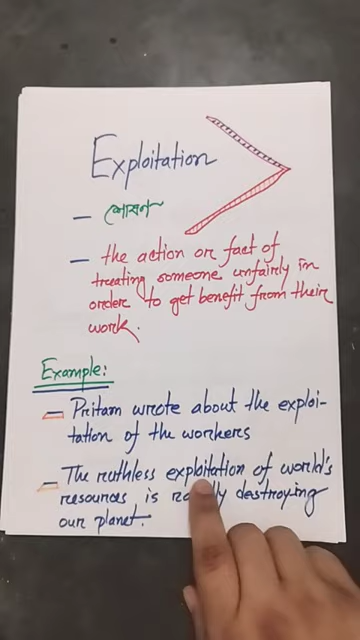 Exploitation
– শোষণ
– the action or fact of
treating someone unfairly in
order to get benefit from their
work.
Example:
– Pritam wrote about the exploi-
tation of the workers
– The ruthless exploitation of world's
resources is destroying
our planet.